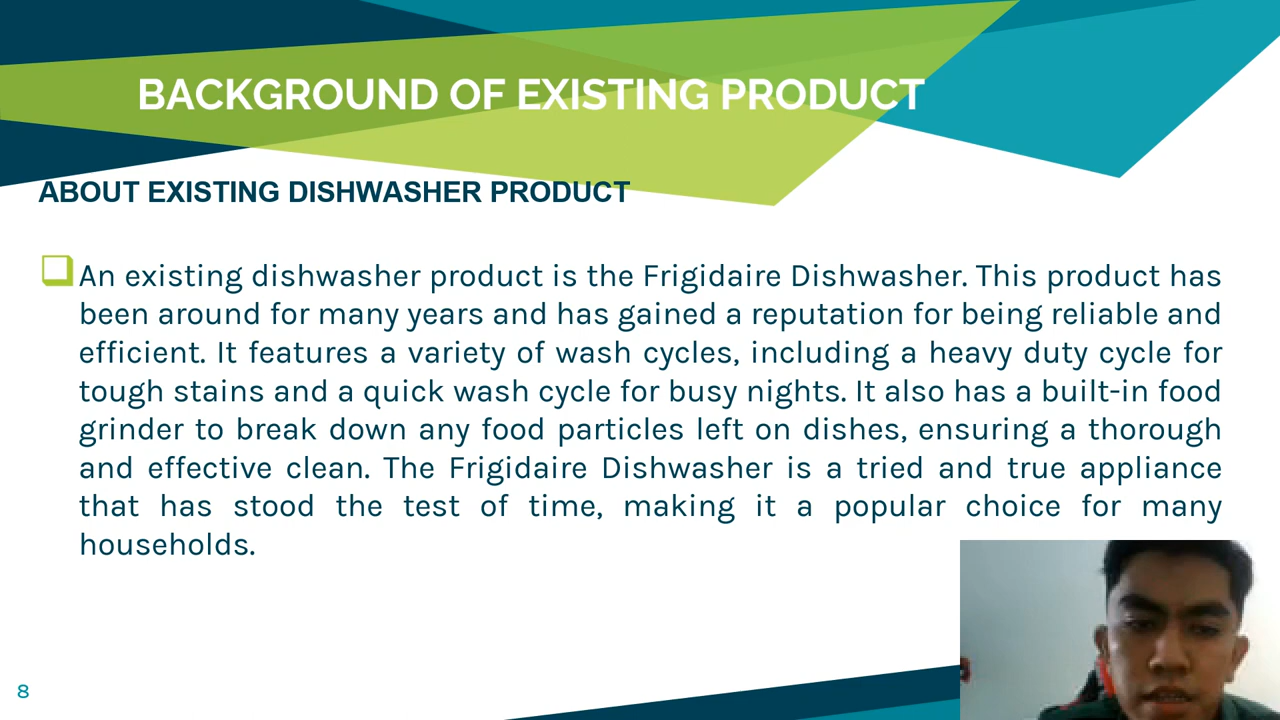 BACKGROUND OF EXISTING PRODUCT
ABOUT EXISTING DISHWASHER PRODUCT
An existing dishwasher product is the Frigidaire Dishwasher. This product has
been around for many years and has gained a reputation for being reliable and
efficient. It features a variety of wash cycles, including a heavy duty cycle for
tough stains and a quick wash cycle for busy nights. It also has a built-in food
grinder to break down any food particles left on dishes, ensuring a thorough
and effective clean. The Frigidaire Dishwasher is a tried and true appliance
that has stood the test of time, making it a popular choice for many
households.
8